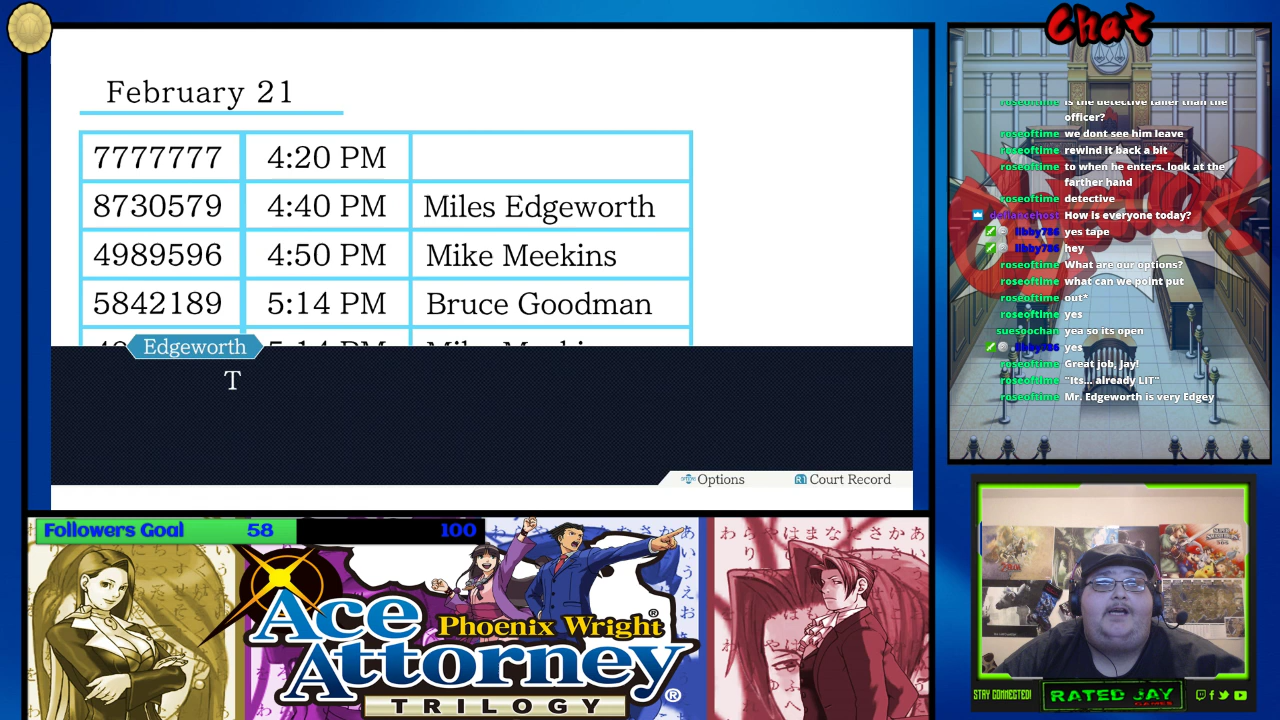 February 21
7777777 4:20 PM
8730579 4:40 PM Miles Edgeworth
4989596 4:50 PM Mike Meekins
5842189 5:14 PM Bruce Goodman
Edgeworth
T
Options
Court Record
Followers Goal 58 100
Ace
Phoenix Wright®
Attorney®
TRILOGY
Chat
roseoftime is the detective taller than the
officer?
roseoftime we dont see him leave
roseoftime rewind it back a bit
roseoftime to when he enters. look at the
farther hand
roseoftime detective
defiancehost How is everyone today?
libby786 yes tape
libby786 hey
roseoftime What are our options?
roseoftime what can we point put
roseoftime out*
roseoftime yes
suesoochan yea so its open
libby786 yes
roseoftime Great job, Jay!
roseoftime "Its... already LIT"
roseoftime Mr. Edgeworth is very Edgey
STAY CONNECTED!
RATED JAY
GAMES